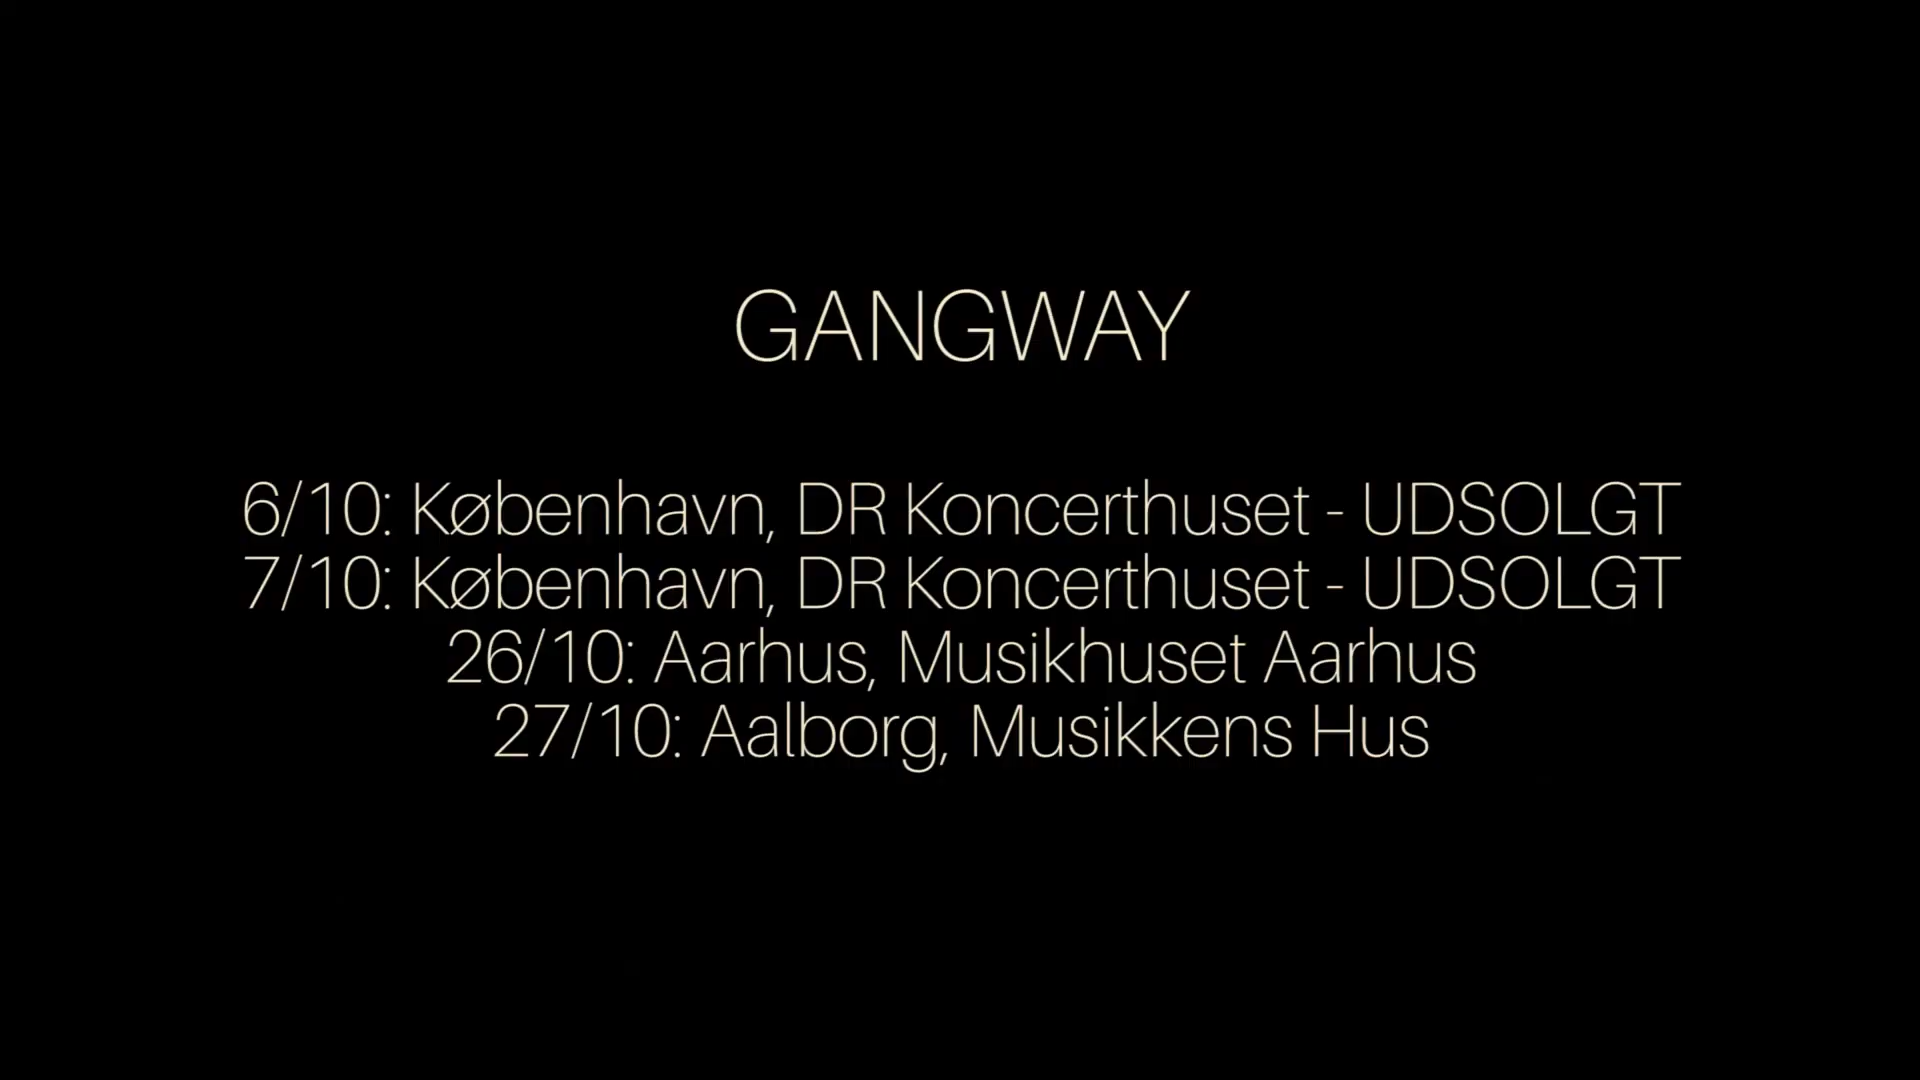 GANGWAY
6/10: København, DR Koncerthuset - UDSOLGT
7/10: København, DR Koncerthuset - UDSOLGT
26/10: Aarhus, Musikhuset Aarhus
27/10: Aalborg, Musikkens Hus